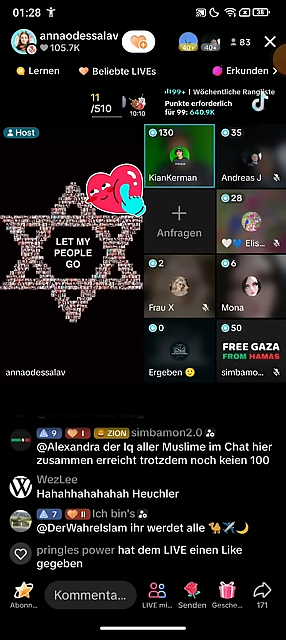 01:28
38
annaodessalav
105.7K
40+
40+
83
Lernen
Beliebte LIVEs
Erkunden
11
/510
10:10
99+ | Wöchentliche Rangliste
Punkte erforderlich
für 99: 640.9K
Host
LET MY
PEOPLE
GO
annaodessalav
130
KianKerman
35
Andreas J
Anfragen
28
Elis...
2
Frau X
6
Mona
0
Ergeben
50
FREE GAZA
FROM HAMAS
simbamo...
9 I ZION simbamon2.0
@Alexandra der Iq aller Muslime im Chat hier
zusammen erreicht trotzdem noch keien 100
WezLee
Hahahhahahahah Heuchler
7 II Ich bin's
@DerWahreIslam ihr werdet alle 🐫✈️🌙
pringles power hat dem LIVE einen Like
gegeben
Abonn...
Kommenta...
LIVE mi...
Senden
Gesche...
171